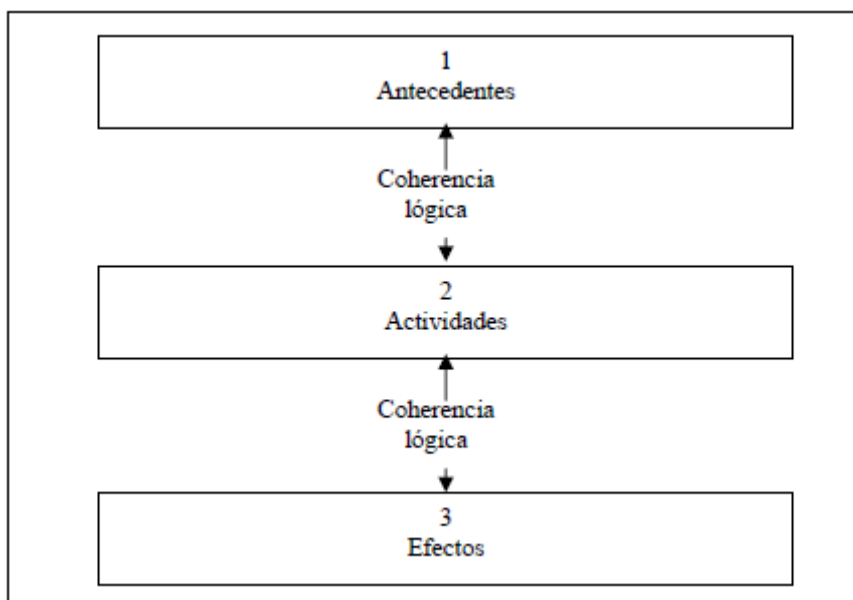 1
Antecedentes
Coherencia
lógica
2
Actividades
Coherencia
lógica
3
Efectos